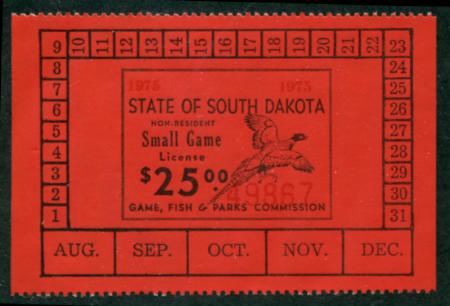 9 10 11 12 13 14 15 16 17 18 19 20 21 22 23
8 24
7 1975 1975 25
6 STATE OF SOUTH DAKOTA 26
5 NON-RESIDENT 27
4 Small Game 28
3 License 29
2 $25.00 49867 30
1 GAME, FISH & PARKS COMMISSION 31
AUG. SEP. OCT. NOV. DEC.